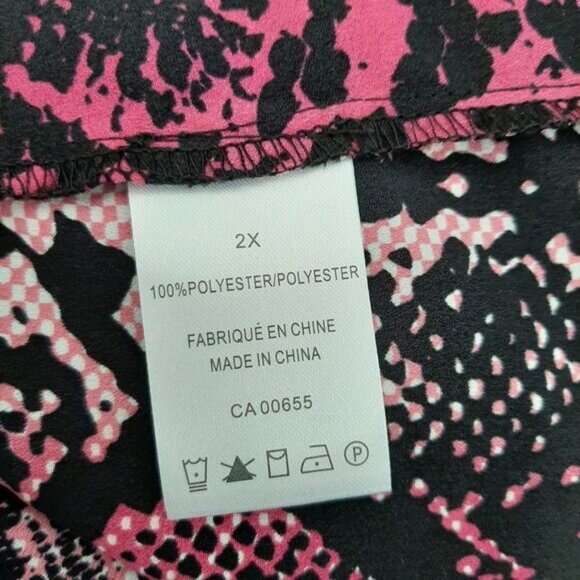 2X
100%POLYESTER/POLYESTER
FABRIQUÉ EN CHINE
MADE IN CHINA
CA 00655
P